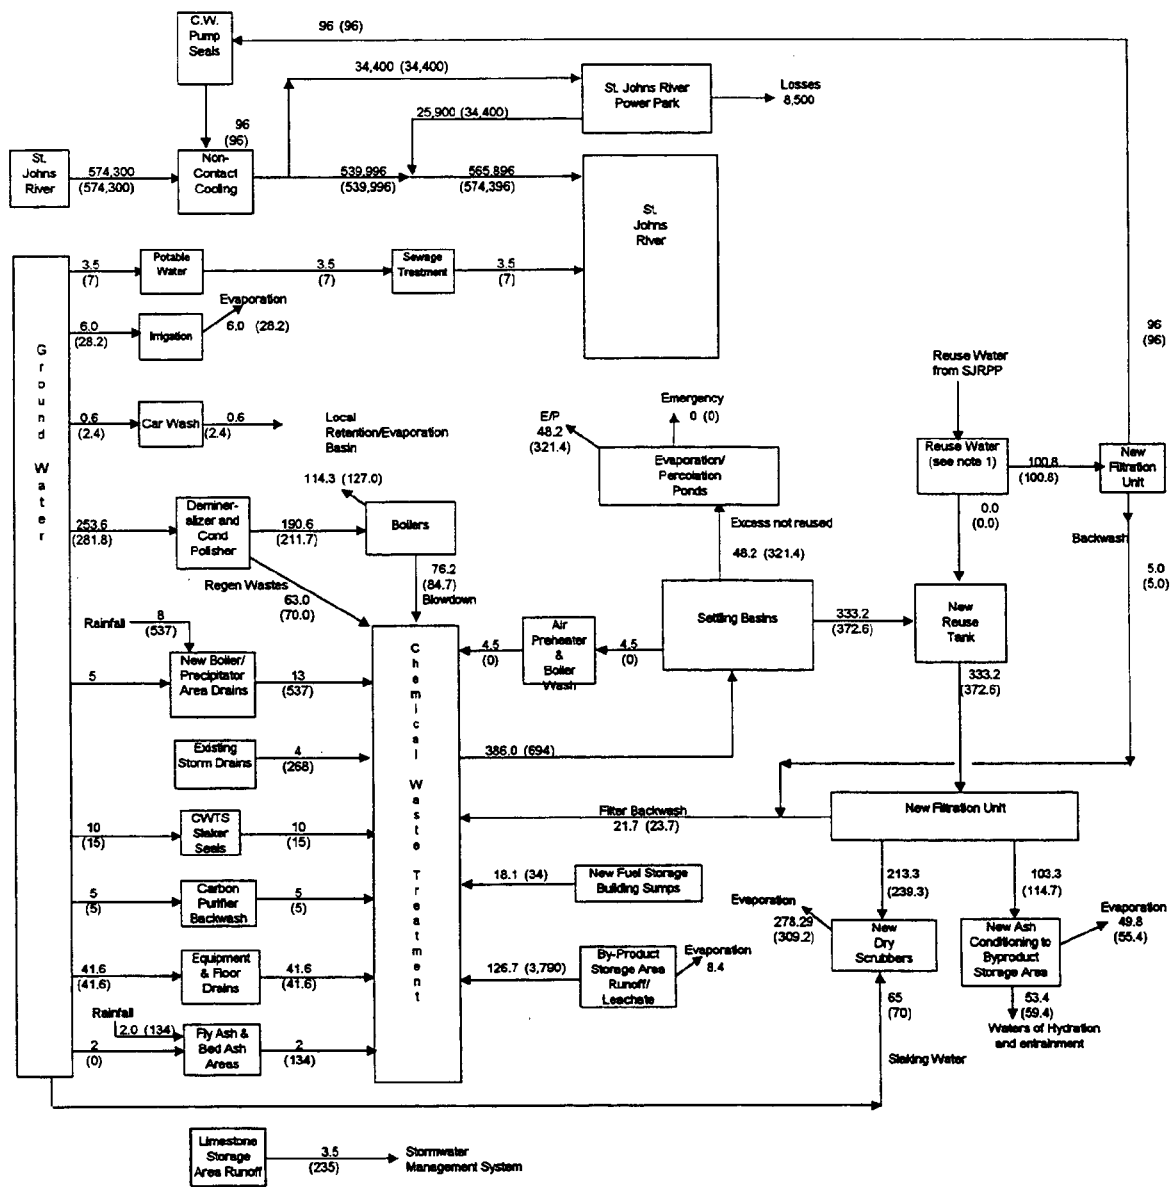 C.W.
Pump
Seals
96 (96)
34,400 (34,400)
St. Johns River
Power Park
Losses
8,500
25,900 (34,400)
96
(96)
St.
Johns
River
574,300
(574,300)
Non-
Contact
Cooling
539,996
(539,996)
565,896
(574,396)
St.
Johns
River
Ground Water
3.5
(7)
Potable
Water
3.5
(7)
Sewage
Treatment
3.5
(7)
Evaporation
6.0 (28.2)
6.0
(28.2)
Irrigation
96
(96)
Reuse Water
from SJRPP
0.6
(2.4)
Car Wash
0.6
(2.4)
Local
Retention/Evaporation
Basin
Emergency
0 (0)
E/P
48.2
(321.4)
Evaporation/
Percolation
Ponds
Reuse Water
(see note 1)
100.8
(100.8)
New
Filtration
Unit
114.3 (127.0)
253.6
(281.8)
Deminer-
alizer and
Cond
Polisher
190.6
(211.7)
Boilers
Excess not reused
48.2 (321.4)
0.0
(0.0)
Backwash
5.0
(5.0)
Regen Wastes
63.0
(70.0)
76.2
(84.7)
Blowdown
Rainfall
8
(537)
New Boiler/
Precipitator
Area Drains
5
13
(537)
Chemical Waste Treatment
4.5
(0)
Air
Preheater
&
Boiler
Wash
4.5
(0)
Settling Basins
333.2
(372.6)
New
Reuse
Tank
333.2
(372.6)
Existing
Storm Drains
4
(268)
386.0 (694)
10
(15)
CWTS
Slaker
Seals
10
(15)
Filter Backwash
21.7 (23.7)
New Filtration Unit
5
(5)
Carbon
Purifier
Backwash
5
(5)
18.1 (34)
New Fuel Storage
Building Sumps
213.3
(239.3)
103.3
(114.7)
Evaporation
278.29
(309.2)
New
Dry
Scrubbers
New Ash
Conditioning to
Byproduct
Storage Area
Evaporation
49.8
(55.4)
41.6
(41.6)
Equipment
& Floor
Drains
41.6
(41.6)
126.7 (3,790)
By-Product
Storage Area
Runoff/
Leachate
Evaporation
8.4
65
(70)
53.4
(59.4)
Waters of Hydration
and entrainment
Rainfall
2.0 (134)
2
(0)
Fly Ash &
Bed Ash
Areas
2
(134)
Slaking Water
Limestone
Storage
Area Runoff
3.5
(235)
Stormwater
Management System